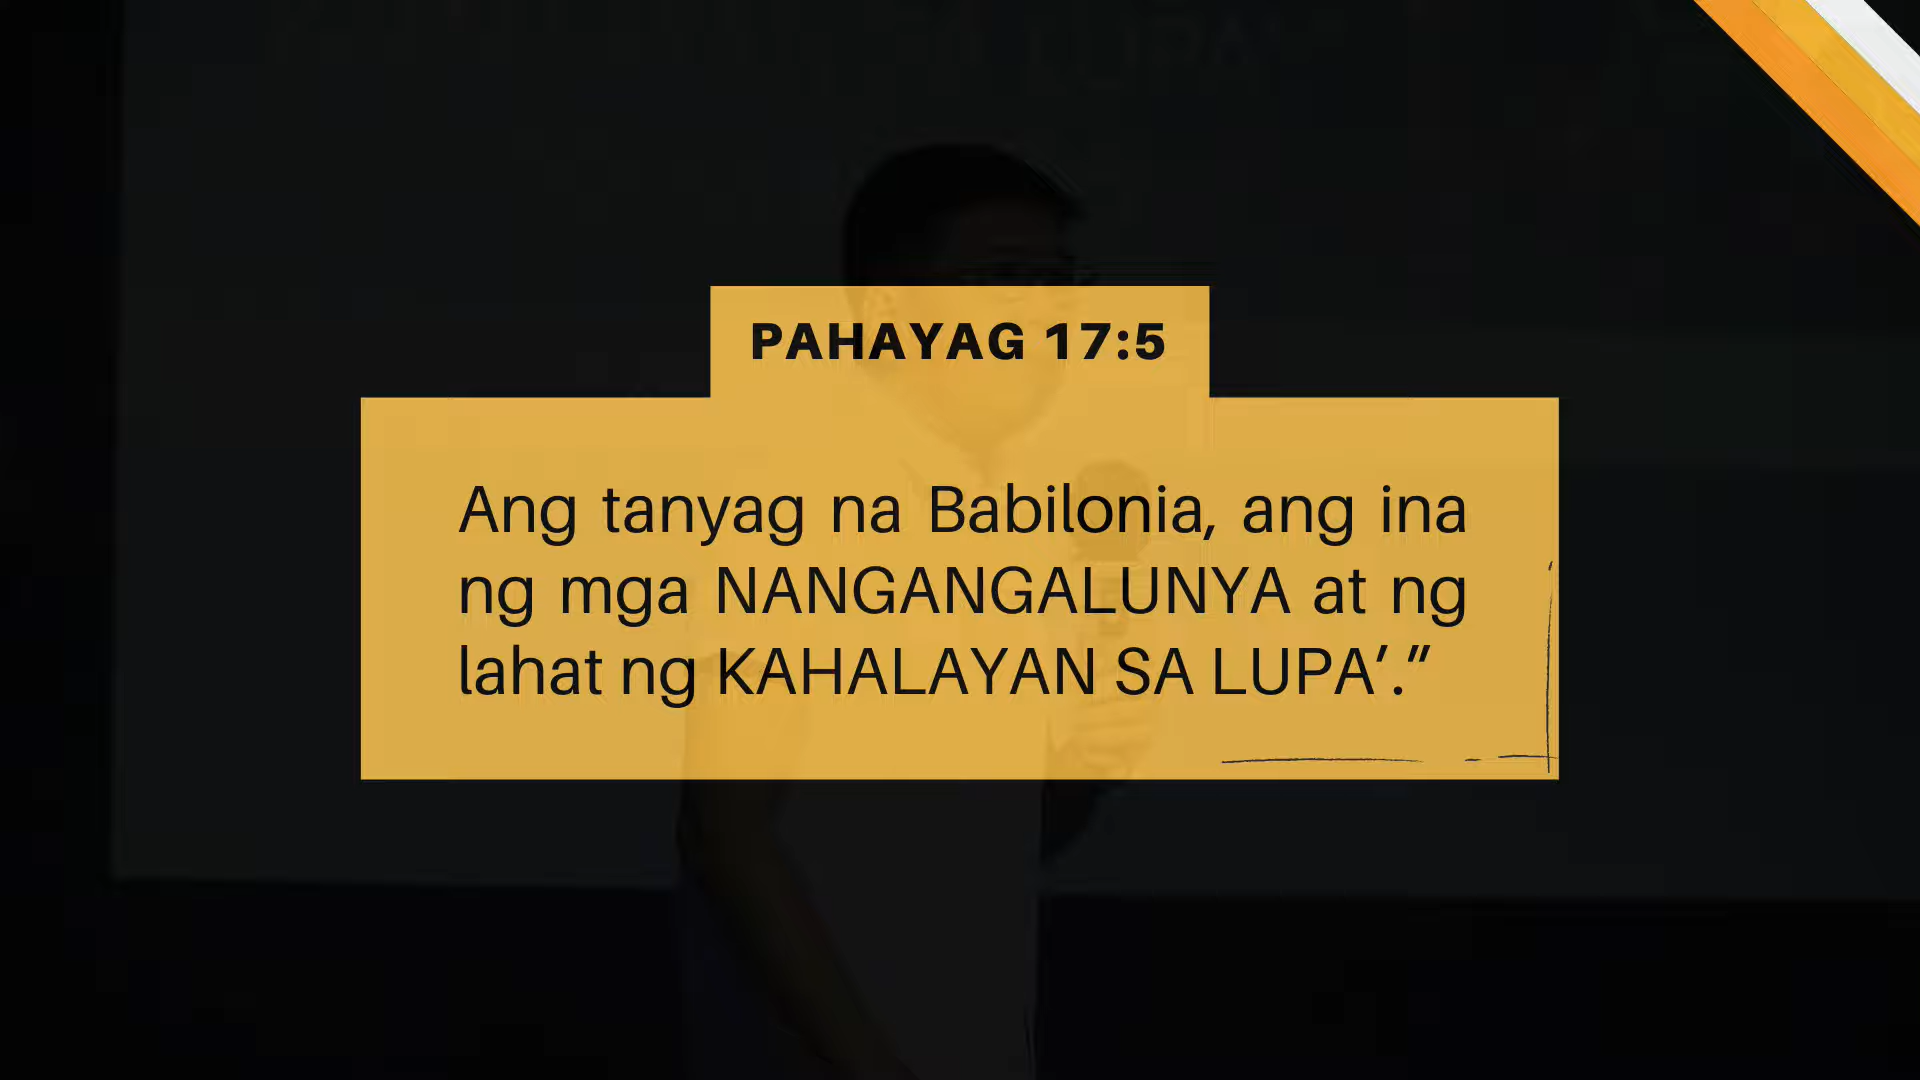 PAHAYAG 17:5
Ang tanyag na Babilonia, ang ina
ng mga NANGANGALUNYA at ng
lahat ng KAHALAYAN SA LUPA’.”